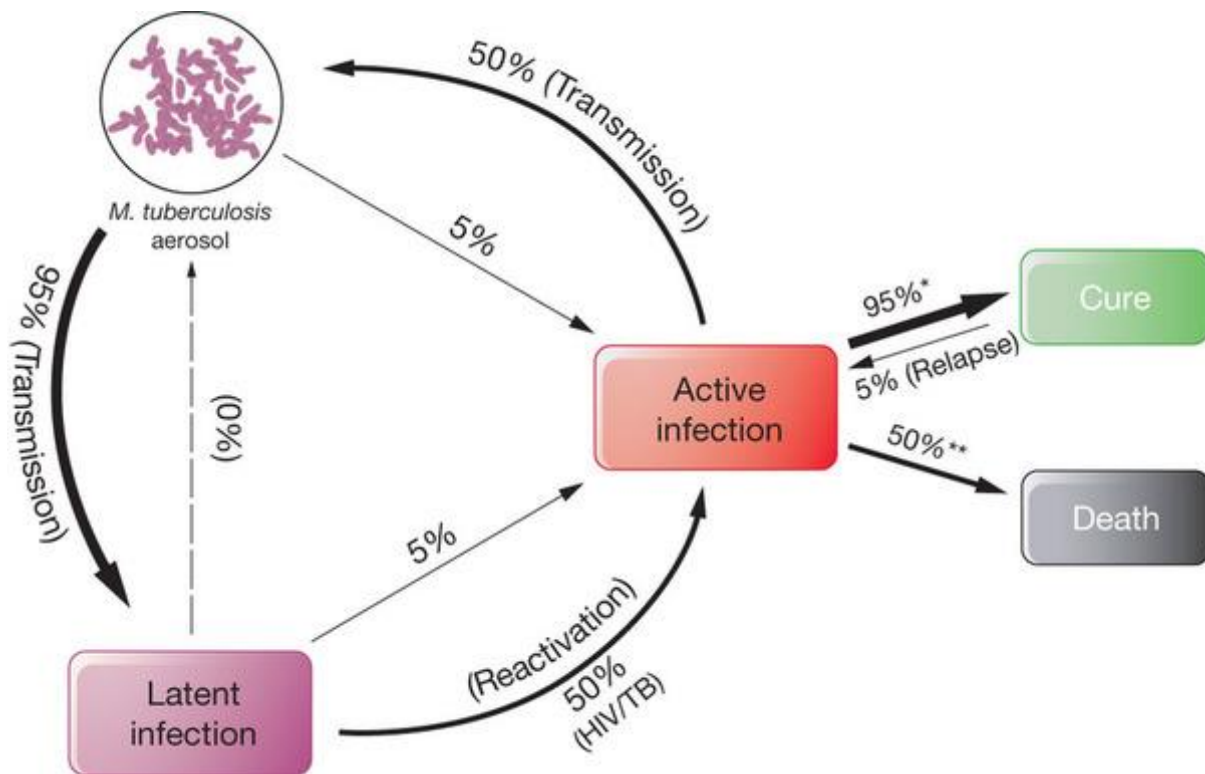 50% (Transmission)
M. tuberculosis
aerosol
5%
95% (Transmission)
(0%)
95%*
Cure
5% (Relapse)
Active
infection
50%**
Death
5%
(Reactivation)
50%
(HIV/TB)
Latent
infection